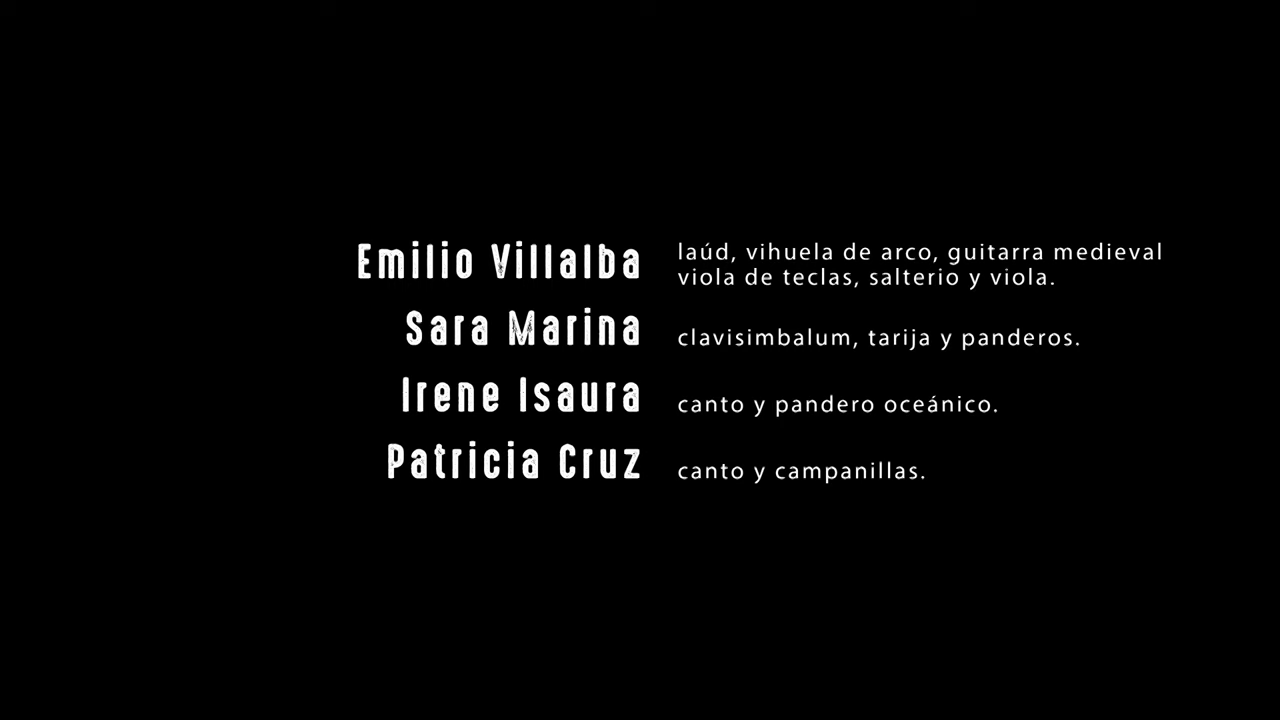 Emilio Villalba laúd, vihuela de arco, guitarra medieval
viola de teclas, salterio y viola.
Sara Marina clavisimbalum, tarija y panderos.
Irene Isaura canto y pandero oceánico.
Patricia Cruz canto y campanillas.